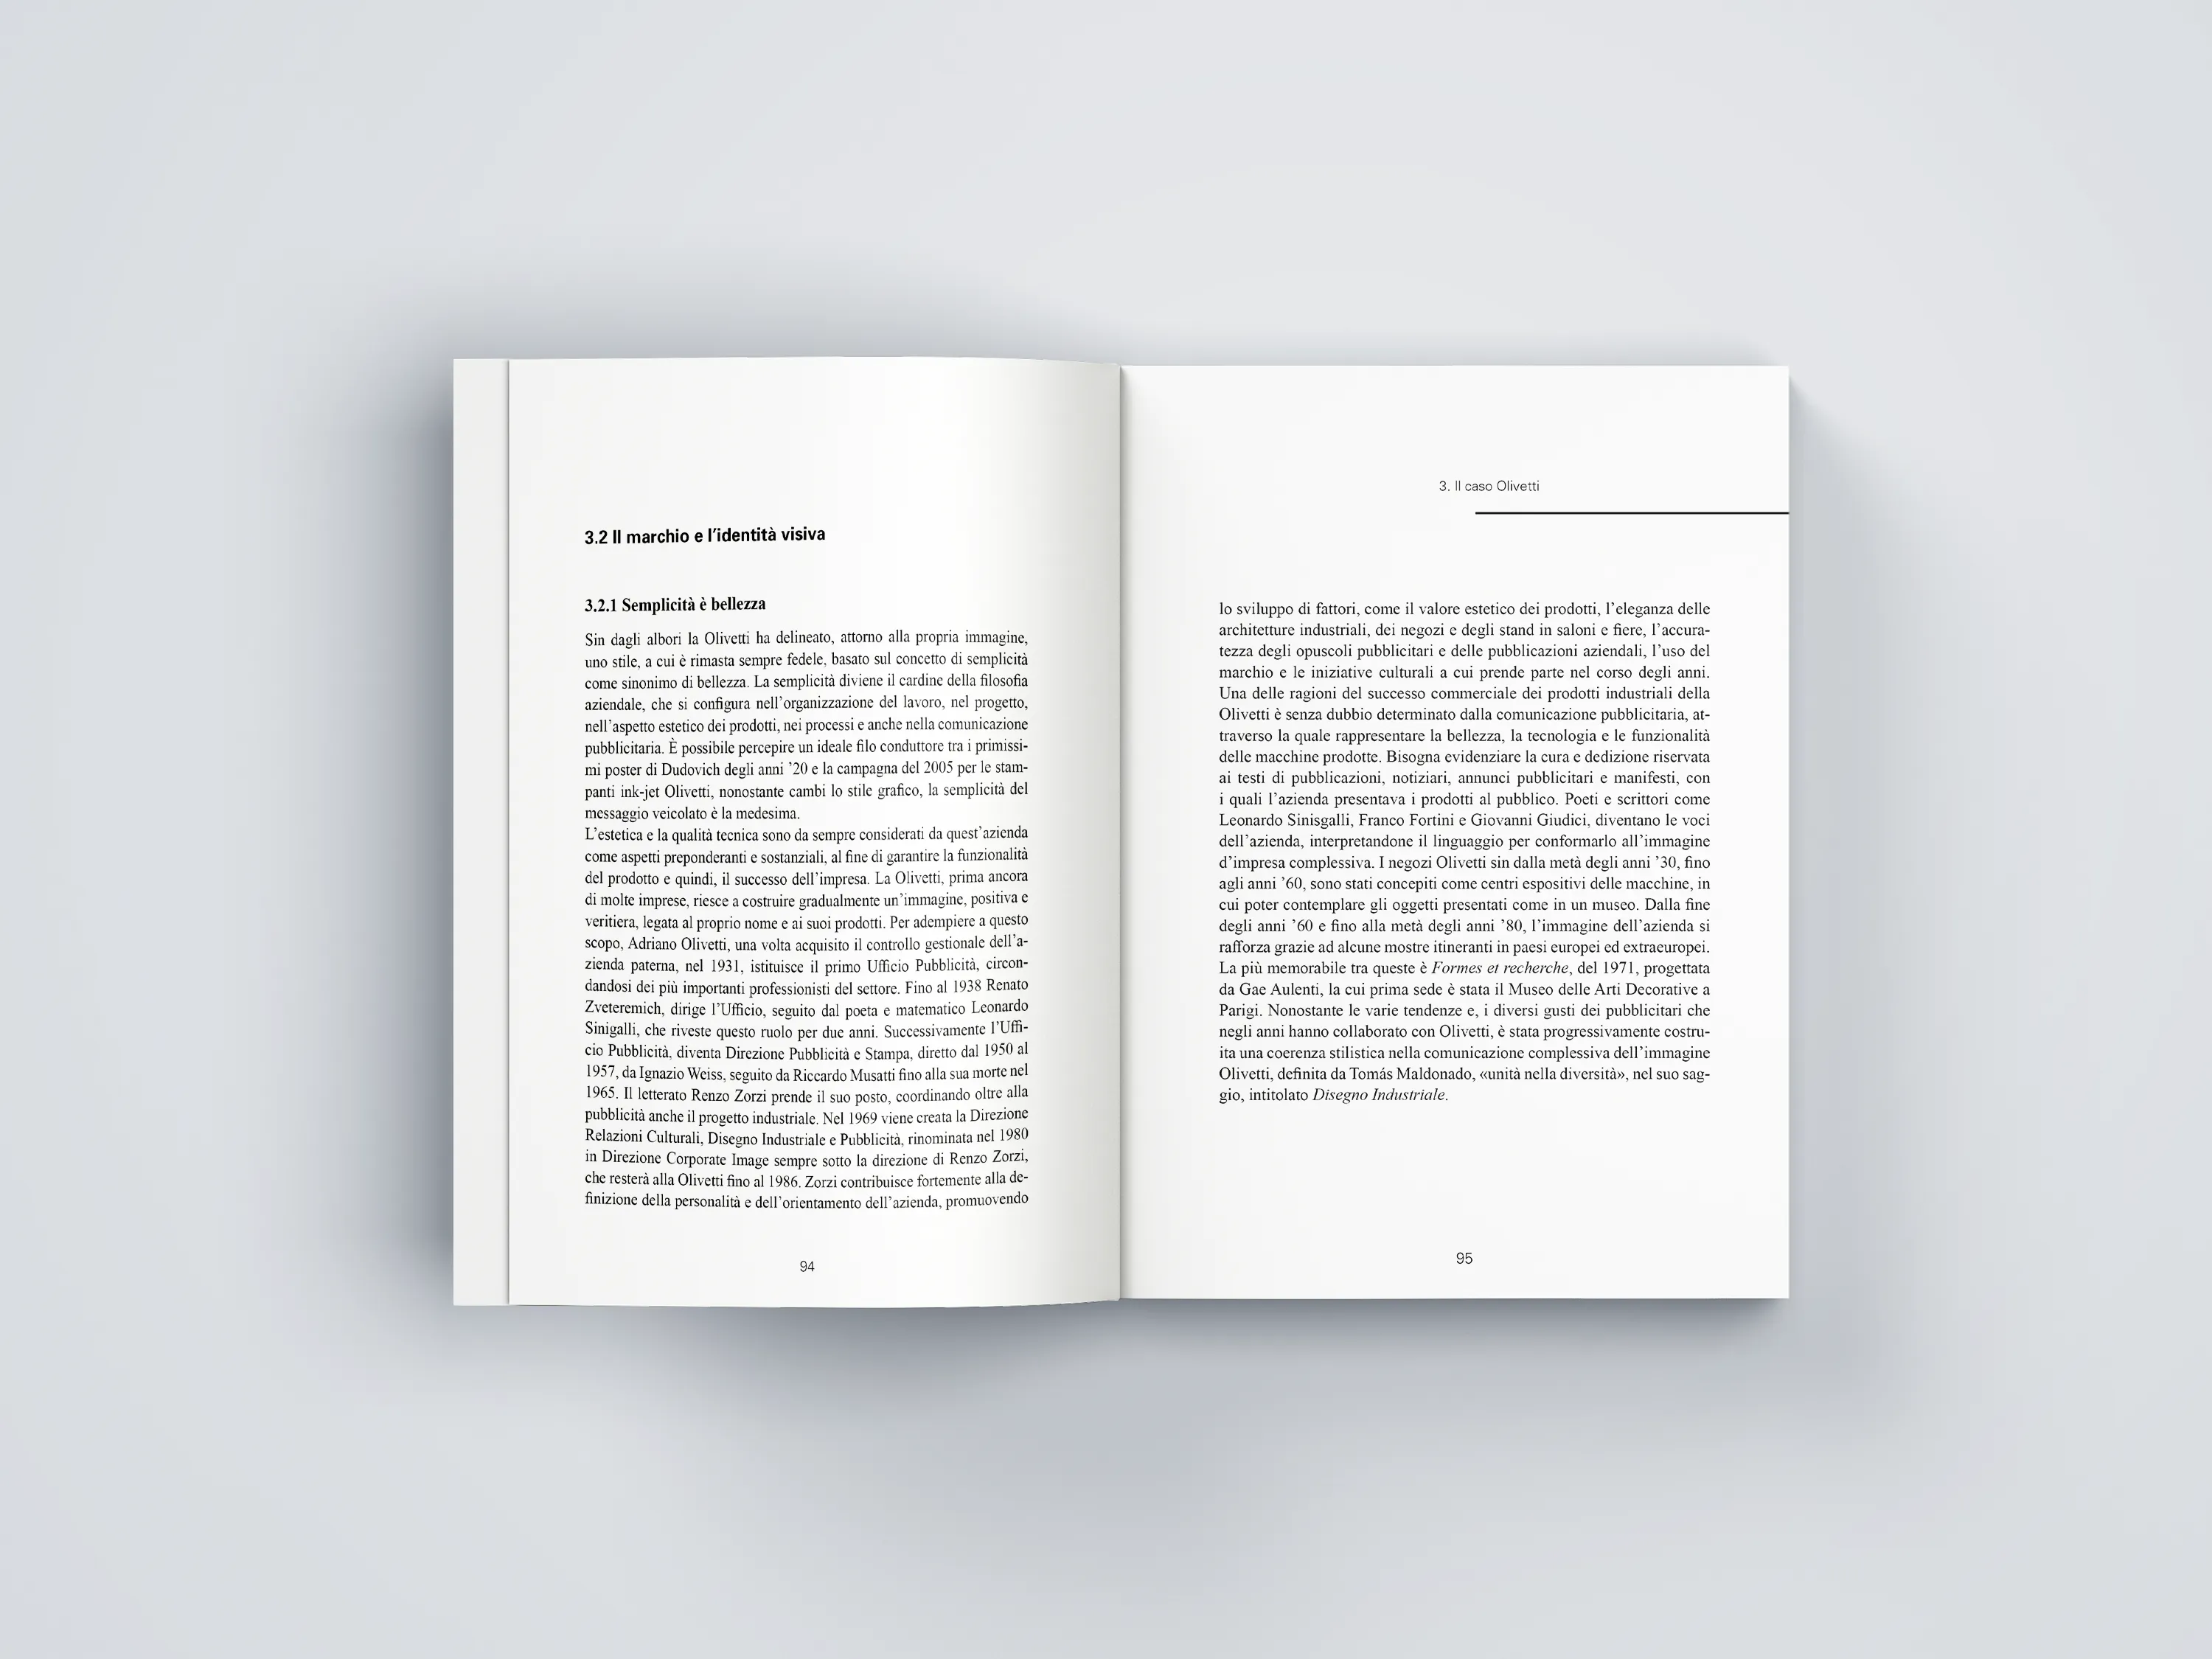 3.2 Il marchio e l'identità visiva
3.2.1 Semplicità è bellezza
Sin dagli albori la Olivetti ha delineato, attorno alla propria immagine,
uno stile, a cui è rimasta sempre fedele, basato sul concetto di semplicità
come sinonimo di bellezza. La semplicità diviene il cardine della filosofia
aziendale, che si configura nell'organizzazione del lavoro, nel progetto,
nell'aspetto estetico dei prodotti, nei processi e anche nella comunicazione
pubblicitaria. È possibile percepire un ideale filo conduttore tra i primissi-
mi poster di Dudovich degli anni '20 e la campagna del 2005 per le stam-
panti ink-jet Olivetti, nonostante cambi lo stile grafico, la semplicità del
messaggio veicolato è la medesima.
L'estetica e la qualità tecnica sono da sempre considerati da quest'azienda
come aspetti preponderanti e sostanziali, al fine di garantire la funzionalità
del prodotto e quindi, il successo dell'impresa. La Olivetti, prima ancora
di molte imprese, riesce a costruire gradualmente un'immagine, positiva e
veritiera, legata al proprio nome e ai suoi prodotti. Per adempiere a questo
scopo, Adriano Olivetti, una volta acquisito il controllo gestionale dell'a-
zienda paterna, nel 1931, istituisce il primo Ufficio Pubblicità, circon-
dandosi dei più importanti professionisti del settore. Fino al 1938 Renato
Zveteremich, dirige l'Ufficio, seguito dal poeta e matematico Leonardo
Sinigalli, che riveste questo ruolo per due anni. Successivamente l'Uffi-
cio Pubblicità, diventa Direzione Pubblicità e Stampa, diretto dal 1950 al
1957, da Ignazio Weiss, seguito da Riccardo Musatti fino alla sua morte nel
1965. Il letterato Renzo Zorzi prende il suo posto, coordinando oltre alla
pubblicità anche il progetto industriale. Nel 1969 viene creata la Direzione
Relazioni Culturali, Disegno Industriale e Pubblicità, rinominata nel 1980
in Direzione Corporate Image sempre sotto la direzione di Renzo Zorzi,
che resterà alla Olivetti fino al 1986. Zorzi contribuisce fortemente alla de-
finizione della personalità e dell'orientamento dell'azienda, promuovendo
94
3. Il caso Olivetti
lo sviluppo di fattori, come il valore estetico dei prodotti, l'eleganza delle
architetture industriali, dei negozi e degli stand in saloni e fiere, l'accura-
tezza degli opuscoli pubblicitari e delle pubblicazioni aziendali, l'uso del
marchio e le iniziative culturali a cui prende parte nel corso degli anni.
Una delle ragioni del successo commerciale dei prodotti industriali della
Olivetti è senza dubbio determinato dalla comunicazione pubblicitaria, at-
traverso la quale rappresentare la bellezza, la tecnologia e le funzionalità
delle macchine prodotte. Bisogna evidenziare la cura e dedizione riservata
ai testi di pubblicazioni, notiziari, annunci pubblicitari e manifesti, con
i quali l'azienda presentava i prodotti al pubblico. Poeti e scrittori come
Leonardo Sinisgalli, Franco Fortini e Giovanni Giudici, diventano le voci
dell'azienda, interpretandone il linguaggio per conformarlo all'immagine
d'impresa complessiva. I negozi Olivetti sin dalla metà degli anni '30, fino
agli anni '60, sono stati concepiti come centri espositivi delle macchine, in
cui poter contemplare gli oggetti presentati come in un museo. Dalla fine
degli anni '60 e fino alla metà degli anni '80, l'immagine dell'azienda si
rafforza grazie ad alcune mostre itineranti in paesi europei ed extraeuropei.
La più memorabile tra queste è Formes et recherche, del 1971, progettata
da Gae Aulenti, la cui prima sede è stata il Museo delle Arti Decorative a
Parigi. Nonostante le varie tendenze e, i diversi gusti dei pubblicitari che
negli anni hanno collaborato con Olivetti, è stata progressivamente costru-
ita una coerenza stilistica nella comunicazione complessiva dell'immagine
Olivetti, definita da Tomás Maldonado, «unità nella diversità», nel suo sag-
gio, intitolato Disegno Industriale.
95